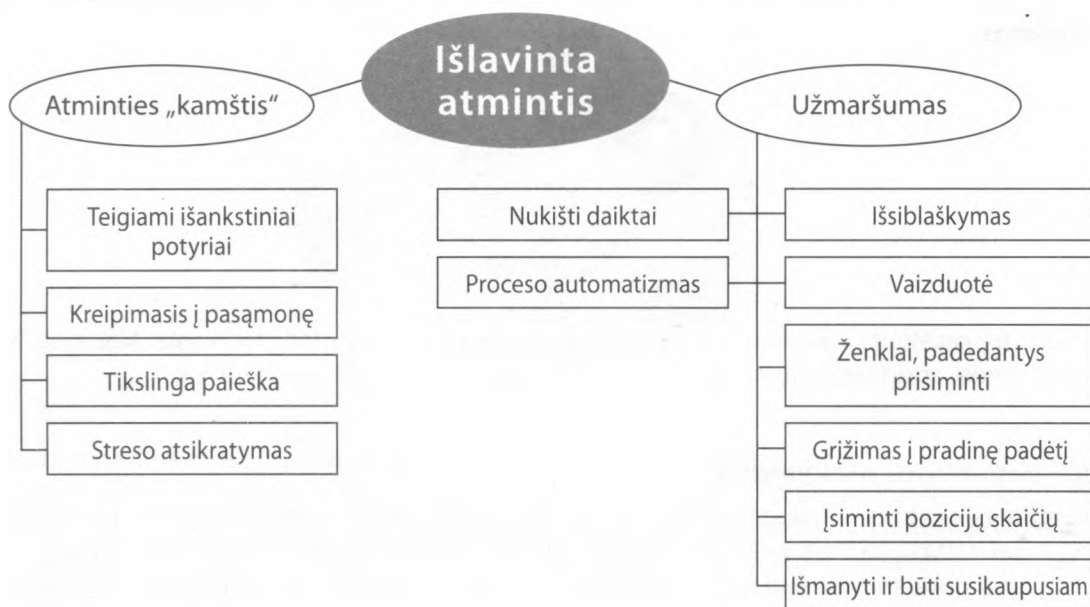 Išlavinta
atmintis
Atminties „kamštis“
Užmaršumas
Teigiami išankstiniai
potyriai
Kreipimasis į pasąmonę
Tikslinga paieška
Streso atsikratymas
Nukišti daiktai
Proceso automatizmas
Išsiblaškymas
Vaizduotė
Ženklai, padedantys
prisiminti
Grįžimas į pradinę padėtį
Įsiminti pozicijų skaičių
Išmanyti ir būti susikaupusiam